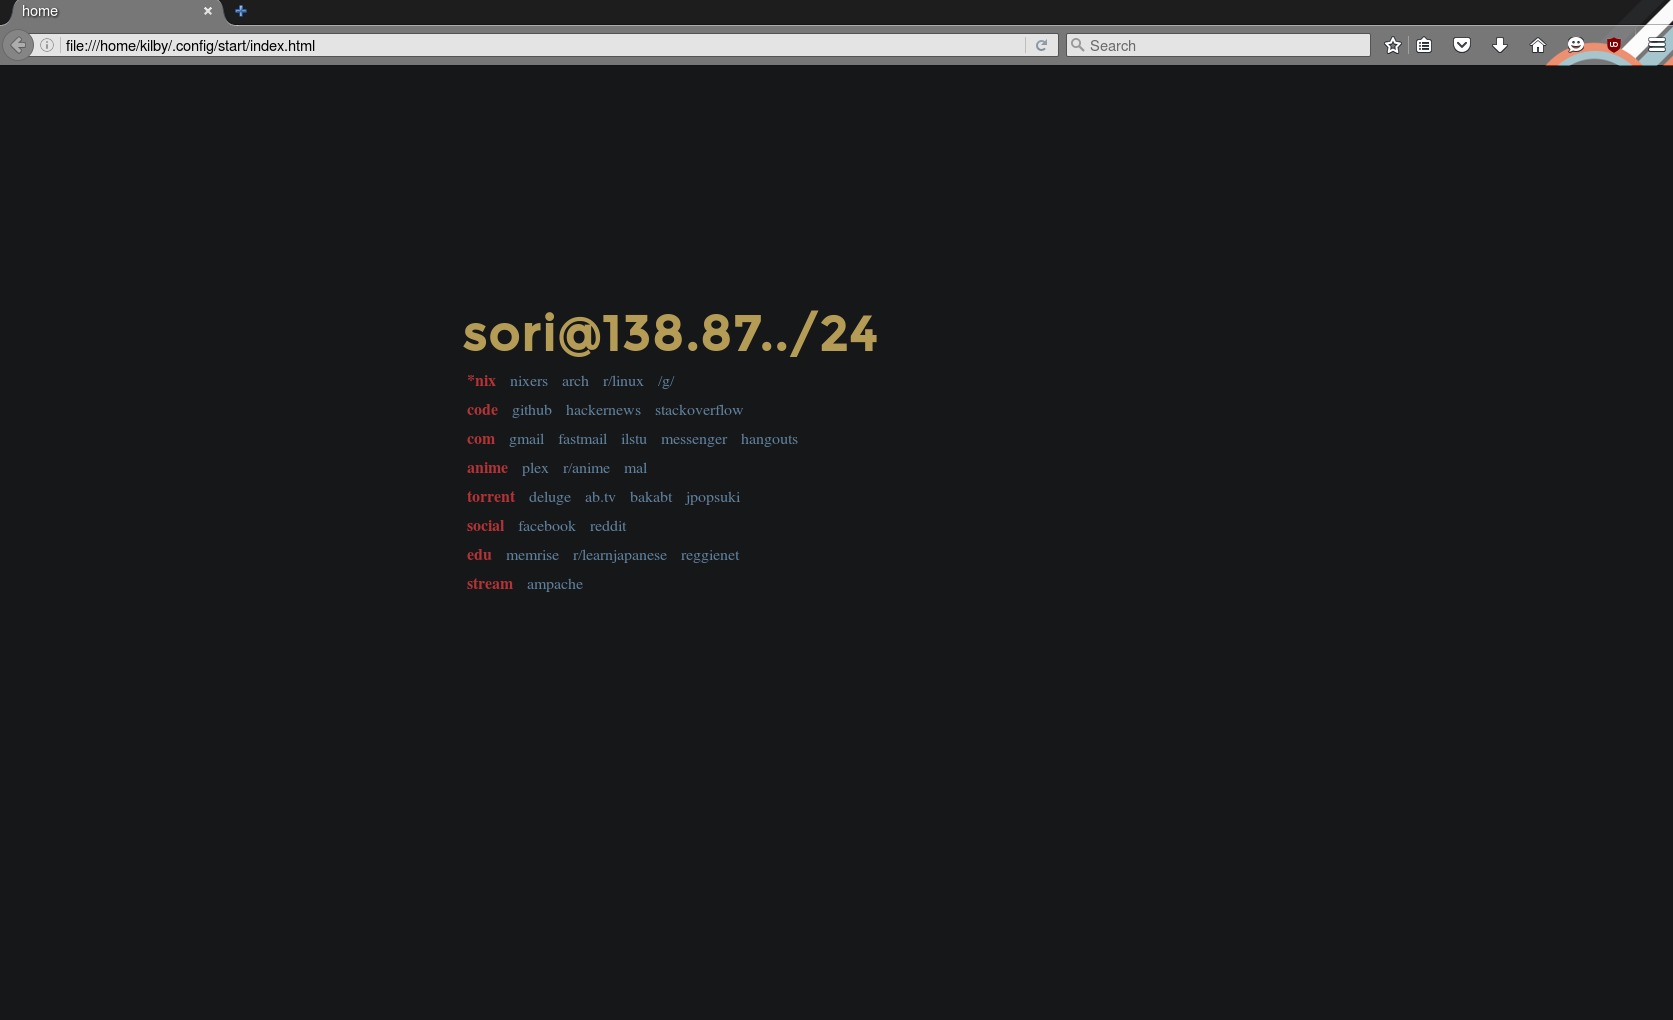 home
file:///home/kilby/.config/start/index.html
Search
sori@138.87../24
*nix nixers arch r/linux /g/
code github hackernews stackoverflow
com gmail fastmail ilstu messenger hangouts
anime plex r/anime mal
torrent deluge ab.tv bakabt jpopsuki
social facebook reddit
edu memrise r/learnjapanese reggienet
stream ampache